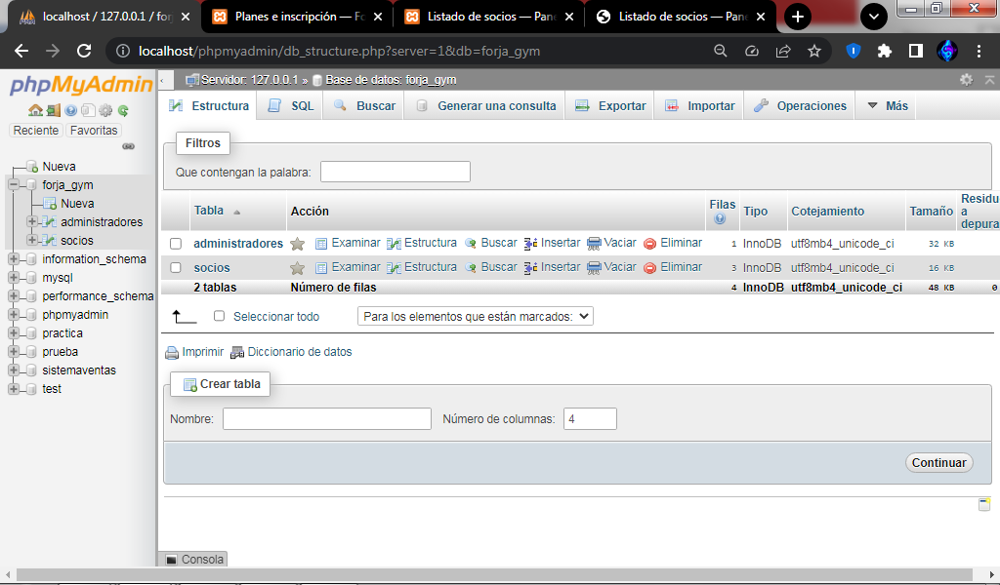 localhost / 127.0.0.1 / forj
Planes e inscripción — Fo
Listado de socios — Pane
Listado de socios — Pane
localhost/phpmyadmin/db_structure.php?server=1&db=forja_gym
phpMyAdmin
Reciente Favoritas
Nueva
forja_gym
Nueva
administradores
socios
information_schema
mysql
performance_schema
phpmyadmin
practica
prueba
sistemaventas
test
Servidor: 127.0.0.1 » Base de datos: forja_gym
Estructura SQL Buscar Generar una consulta Exportar Importar Operaciones Más
Filtros
Que contengan la palabra:
Tabla Acción Filas Tipo Cotejamiento Tamaño Residuo a depurar
administradores Examinar Estructura Buscar Insertar Vaciar Eliminar 1 InnoDB utf8mb4_unicode_ci 32 KB
socios Examinar Estructura Buscar Insertar Vaciar Eliminar 3 InnoDB utf8mb4_unicode_ci 16 KB
2 tablas Número de filas 4 InnoDB utf8mb4_unicode_ci 48 KB 0
Seleccionar todo Para los elementos que están marcados:
Imprimir Diccionario de datos
Crear tabla
Nombre: Número de columnas: 4
Continuar
Consola